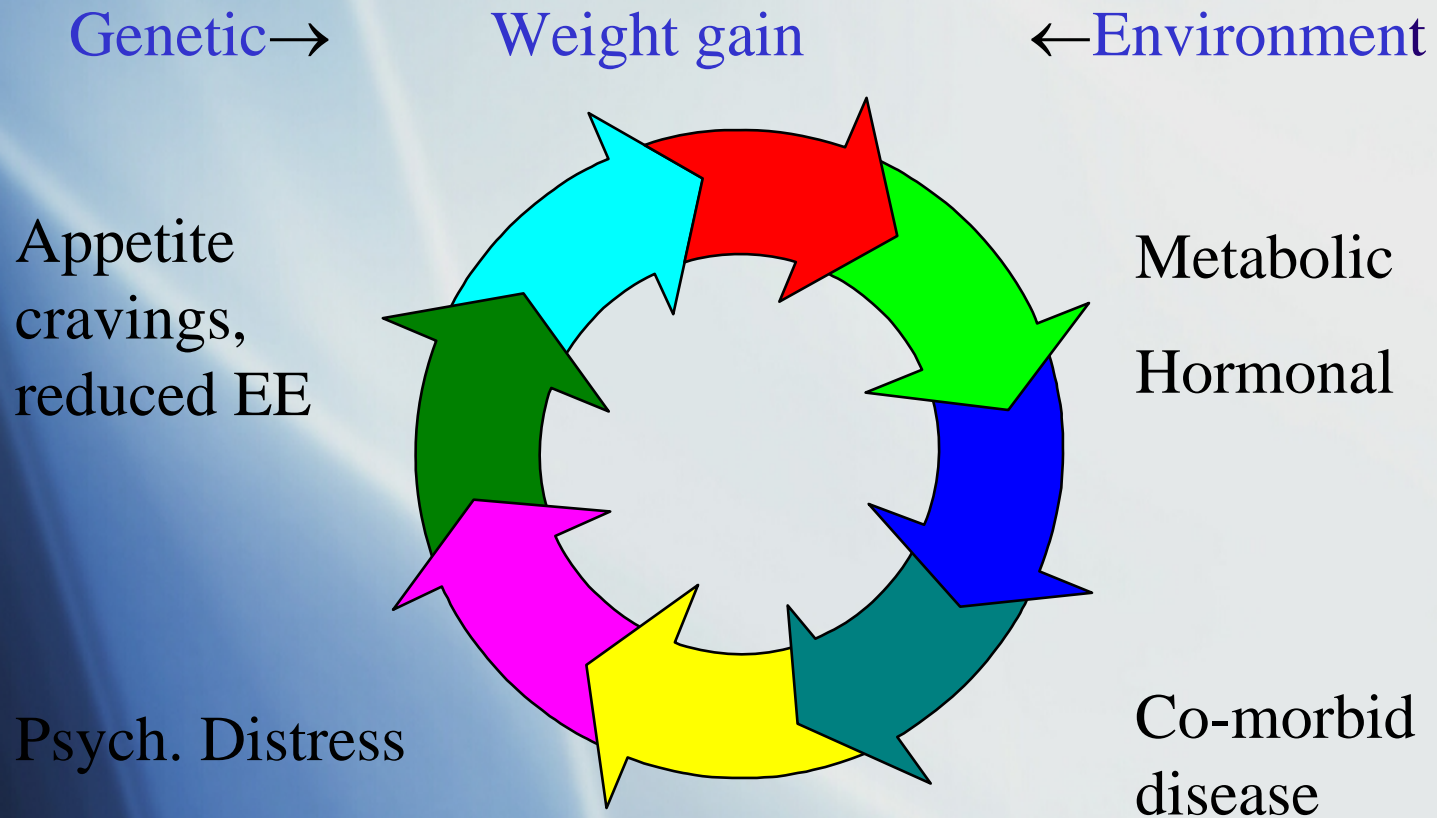 Genetic→ Weight gain ←Environment
Appetite
cravings,
reduced EE
Metabolic
Hormonal
Psych. Distress
Co-morbid
disease